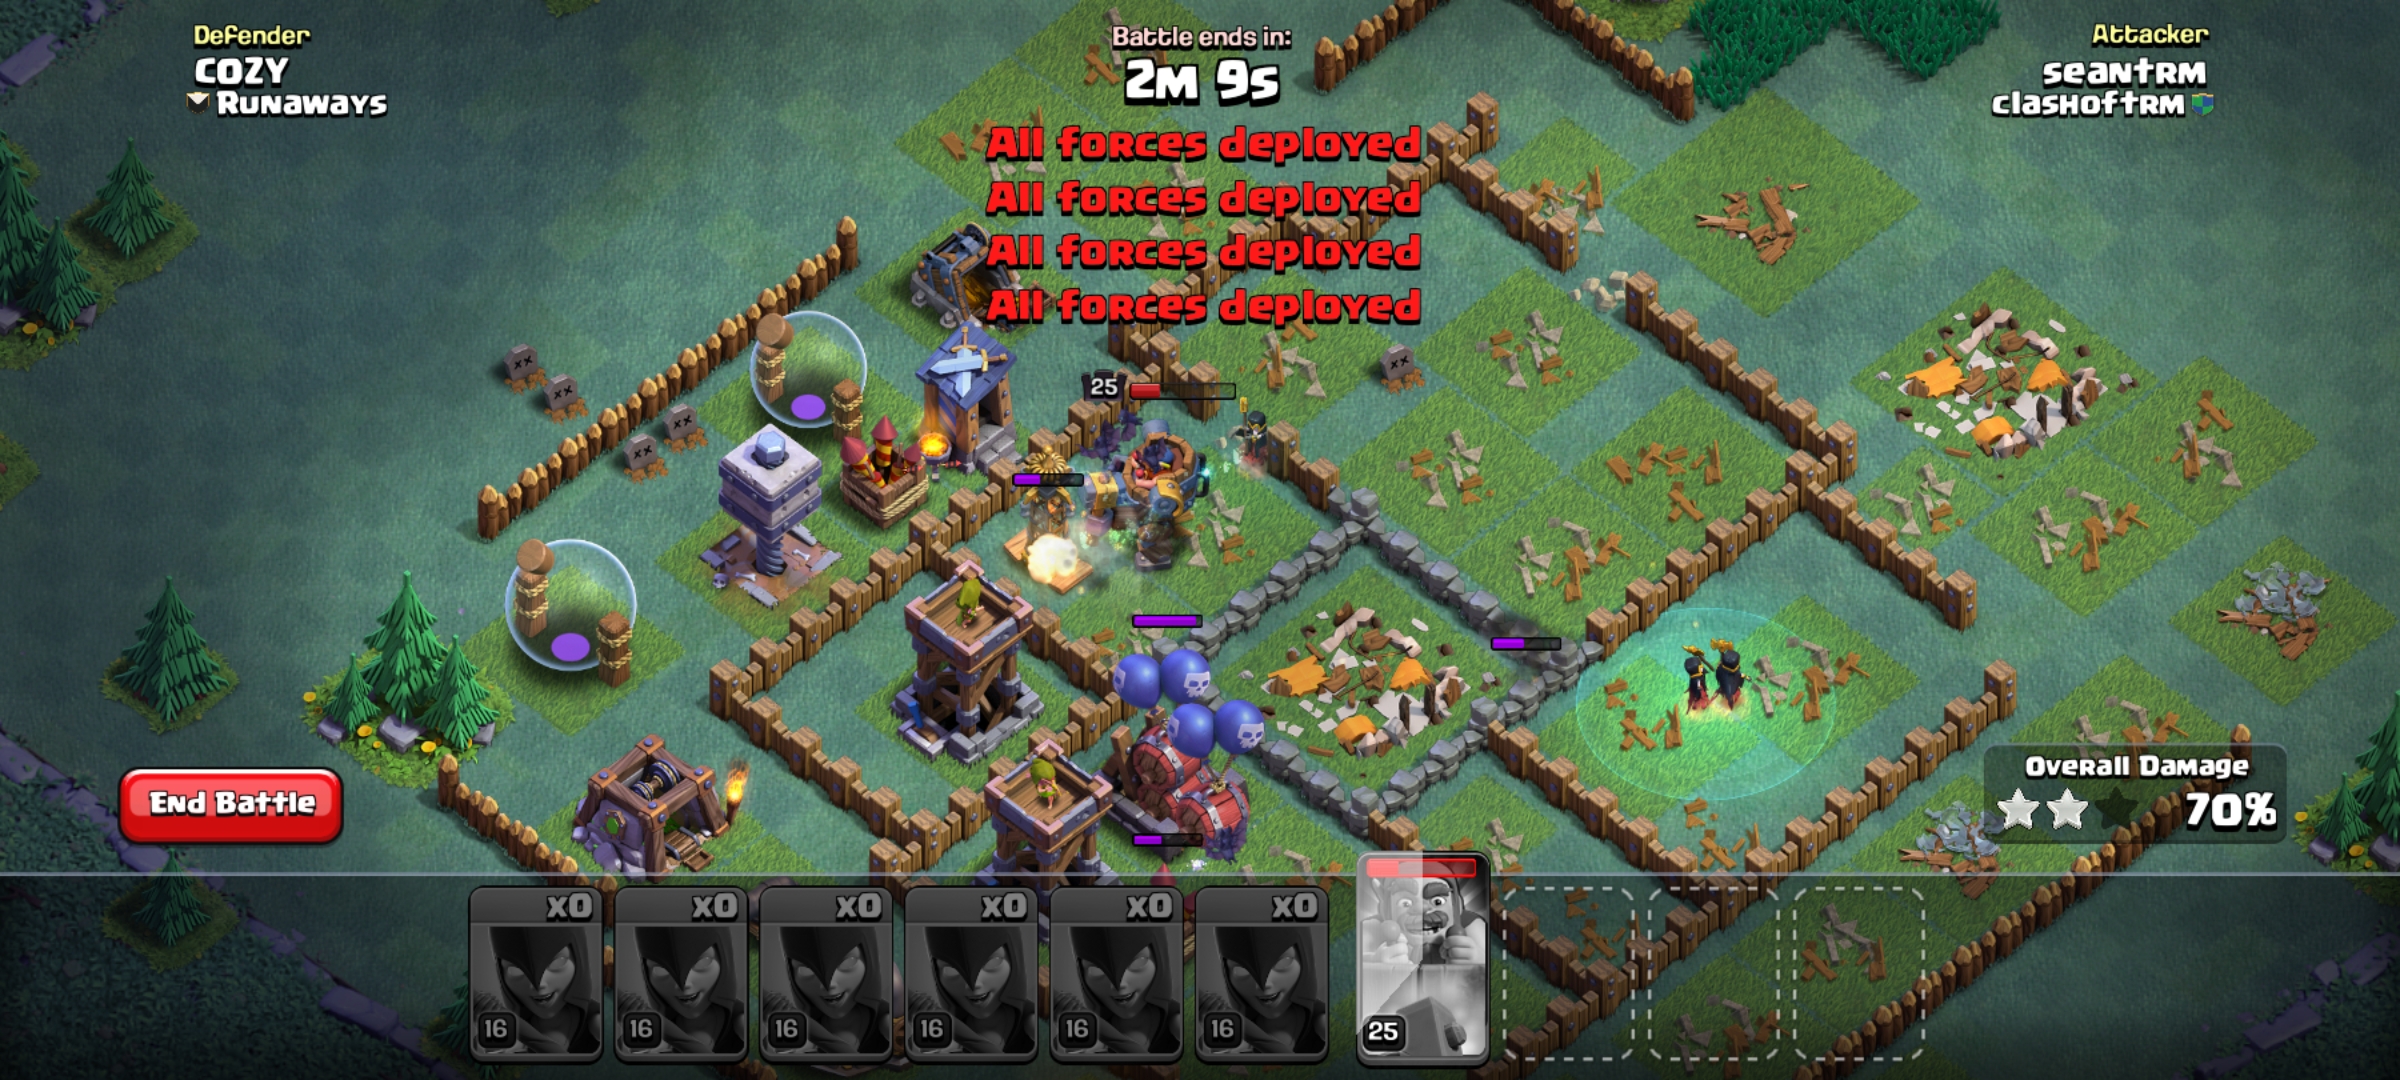 Defender
COZY
Runaways
Battle ends in:
2M 9s
Attacker
seantrm
clashoftrm
All forces deployed
All forces deployed
All forces deployed
All forces deployed
25
End Battle
Overall Damage
70%
x0 x0 x0 x0 x0 x0
16 16 16 16 16 16 25